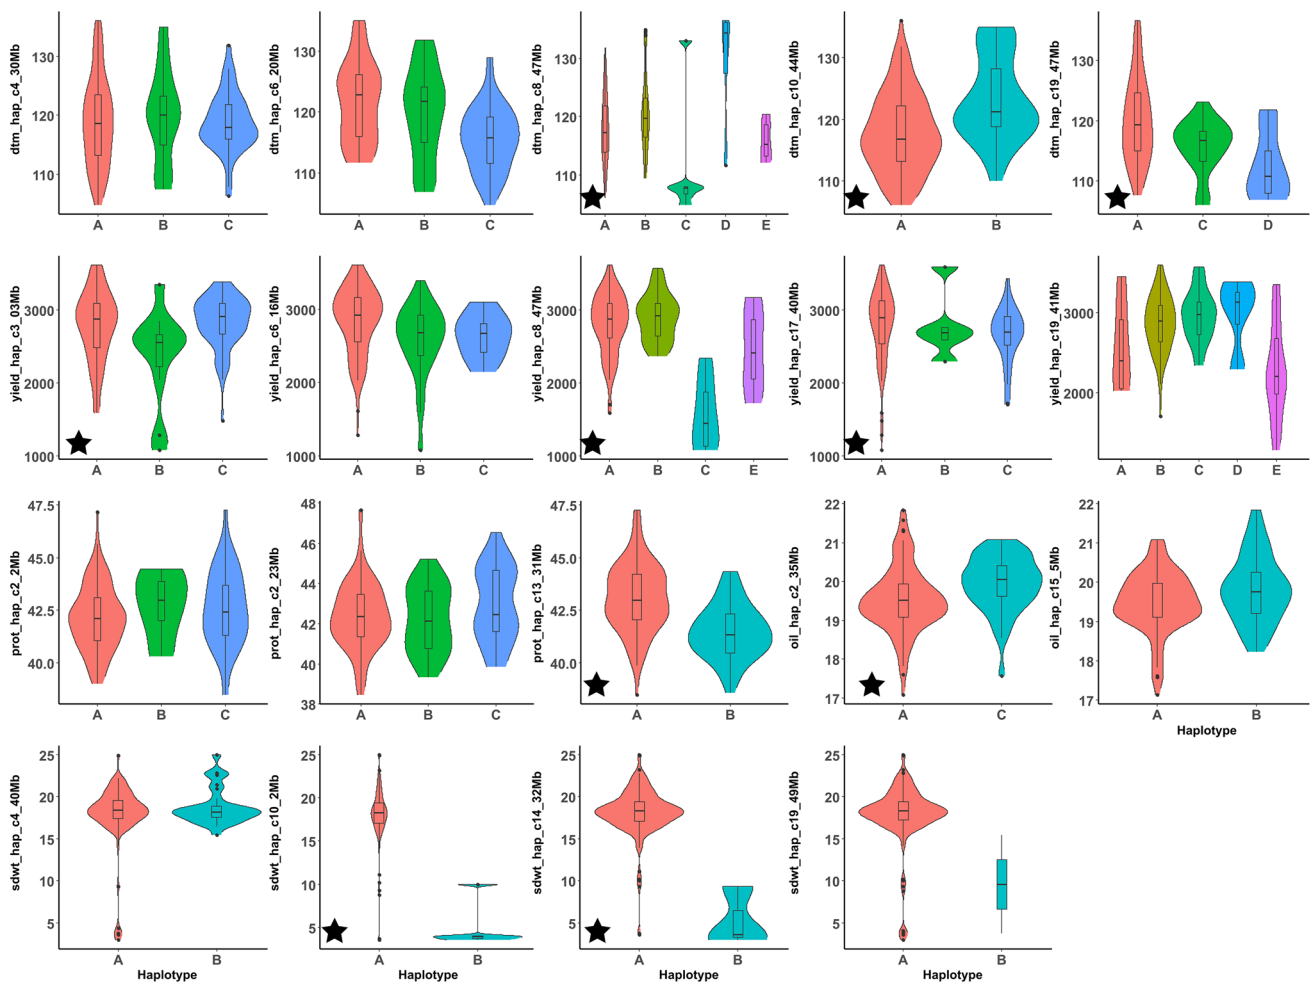 dtm_hap_c4_30Mb
130
120
110
A B C
dtm_hap_c6_20Mb
130
120
110
A B C
dtm_hap_c8_47Mb
130
120
110
A B C D E
dtm_hap_c10_44Mb
130
120
110
A B
dtm_hap_c19_47Mb
130
120
110
A C D
yield_hap_c3_03Mb
3000
2000
1000
A B C
yield_hap_c6_16Mb
3000
2000
1000
A B C
yield_hap_c8_47Mb
3000
2000
1000
A B C E
yield_hap_c17_40Mb
3000
2000
1000
A B C
yield_hap_c19_41Mb
3000
2000
A B C D E
prot_hap_c2_2Mb
47.5
45.0
42.5
40.0
A B C
prot_hap_c2_23Mb
48
46
44
42
40
38
A B C
prot_hap_c13_31Mb
47.5
45.0
42.5
40.0
A B
oil_hap_c2_35Mb
22
21
20
19
18
17
A C
oil_hap_c15_5Mb
22
21
20
19
18
17
A B
Haplotype
sdwt_hap_c4_40Mb
25
20
15
10
5
A B
Haplotype
sdwt_hap_c10_2Mb
25
20
15
10
5
A B
Haplotype
sdwt_hap_c14_32Mb
25
20
15
10
5
A B
Haplotype
sdwt_hap_c19_49Mb
25
20
15
10
5
A B
Haplotype